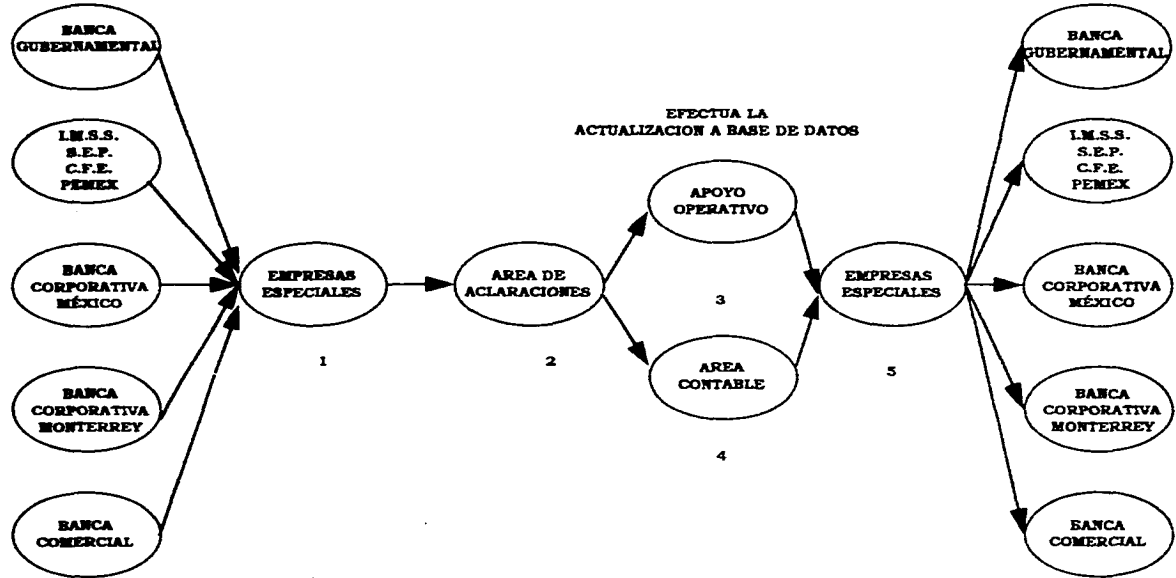 BANCA
GUBERNAMENTAL
I.M.S.S.
S.E.P.
C.F.E.
PEMEX
BANCA
CORPORATIVA
MÉXICO
BANCA
CORPORATIVA
MONTERREY
BANCA
COMERCIAL
EMPRESAS
ESPECIALES
1
AREA DE
ACLARACIONES
2
EFECTUA LA
ACTUALIZACION A BASE DE DATOS
APOYO
OPERATIVO
3
AREA
CONTABLE
4
EMPRESAS
ESPECIALES
5
BANCA
GUBERNAMENTAL
I.M.S.S.
S.E.P.
C.F.E.
PEMEX
BANCA
CORPORATIVA
MÉXICO
BANCA
CORPORATIVA
MONTERREY
BANCA
COMERCIAL